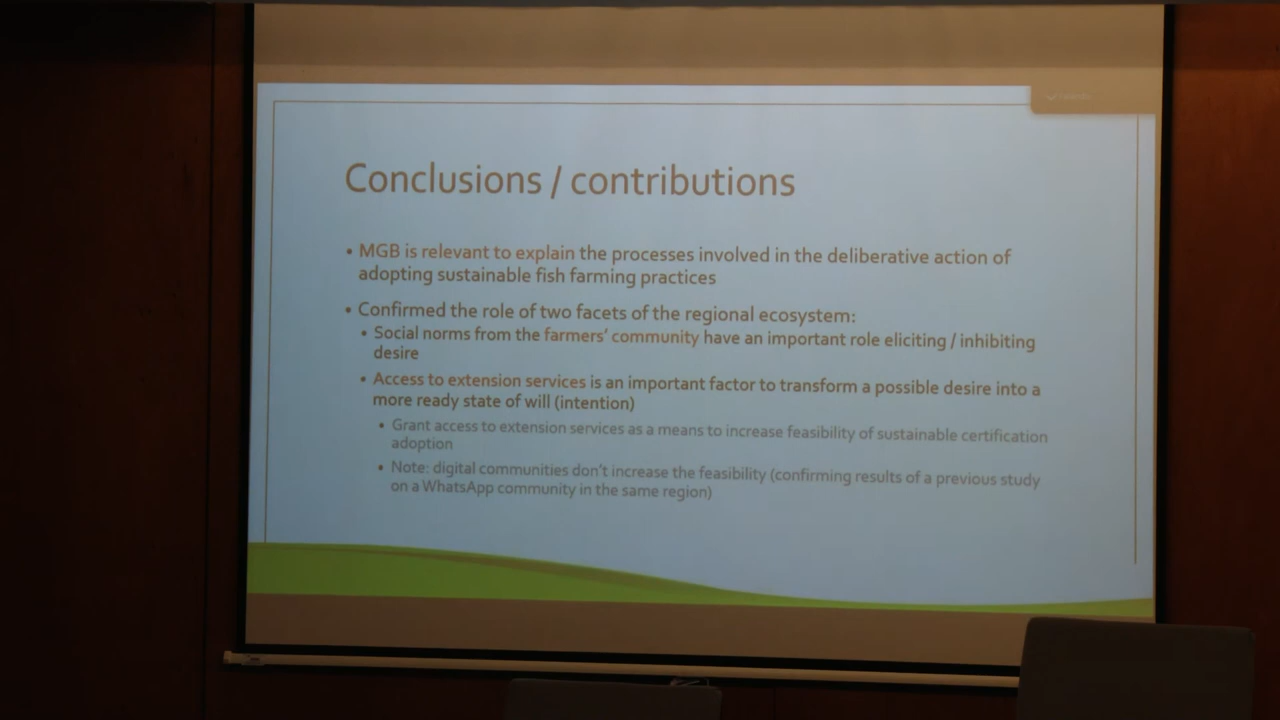 Conclusions / contributions
• MGB is relevant to explain the processes involved in the deliberative action of
adopting sustainable fish farming practices
• Confirmed the role of two facets of the regional ecosystem:
• Social norms from the farmers' community have an important role eliciting / inhibiting
desire
• Access to extension services is an important factor to transform a possible desire into a
more ready state of will (intention)
• Grant access to extension services as a means to increase feasibility of sustainable certification
adoption
• Note: digital communities don't increase the feasibility (confirming results of a previous study
on a WhatsApp community in the same region)